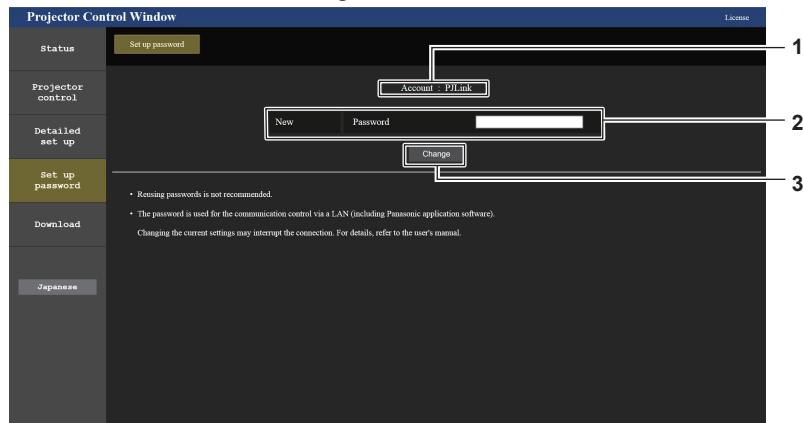 Projector Control Window
License
Status
Set up password
1
Projector
control
Account : PJLink
New Password
2
Detailed
set up
Change
Set up
password
3
• Reusing passwords is not recommended.
• The password is used for the communication control via a LAN (including Panasonic application software).
Changing the current settings may interrupt the connection. For details, refer to the user's manual.
Download
Japanese